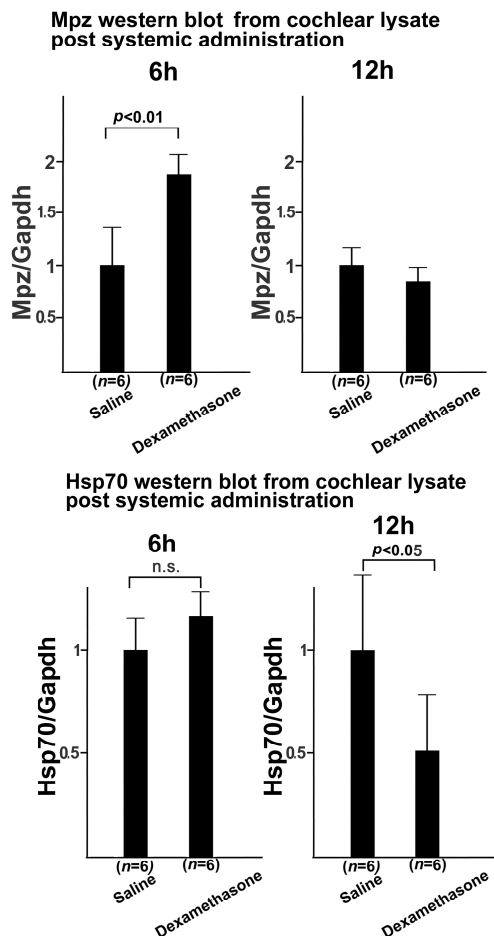 Mpz western blot from cochlear lysate
post systemic administration
6h
p<0.01
Mpz/Gapdh
2
1.5
1
0.5
(n=6)
(n=6)
Saline
Dexamethasone
12h
Mpz/Gapdh
2
1.5
1
0.5
(n=6)
(n=6)
Saline
Dexamethasone
Hsp70 western blot from cochlear lysate
post systemic administration
6h
n.s.
Hsp70/Gapdh
1
0.5
(n=6)
(n=6)
Saline
Dexamethasone
12h
p<0.05
Hsp70/Gapdh
1
0.5
(n=6)
(n=6)
Saline
Dexamethasone